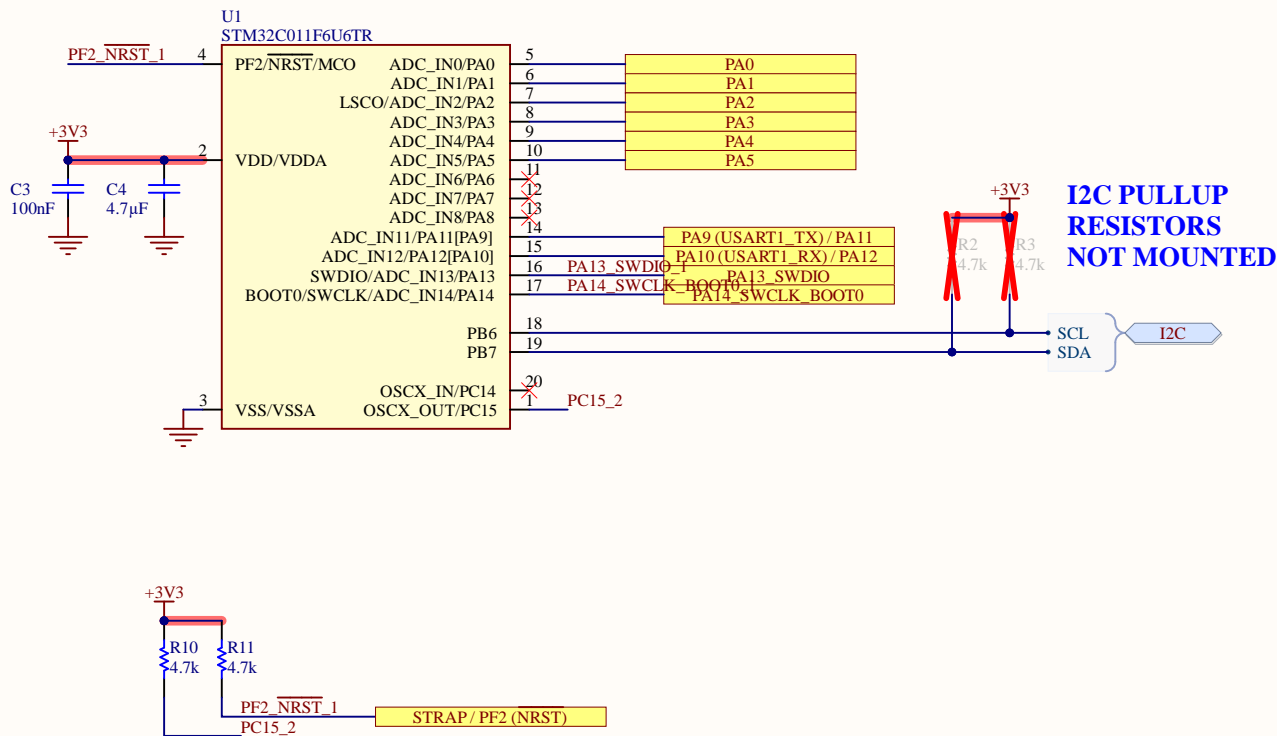 U1
STM32C011F6U6TR
PF2_NRST_1
4
PF2/NRST/MCO
ADC_IN0/PA0
5
PA0
ADC_IN1/PA1
6
PA1
LSCO/ADC_IN2/PA2
7
PA2
ADC_IN3/PA3
8
PA3
ADC_IN4/PA4
9
PA4
+3V3
2
VDD/VDDA
ADC_IN5/PA5
10
PA5
ADC_IN6/PA6
11
ADC_IN7/PA7
12
ADC_IN8/PA8
13
C3
100nF
C4
4.7µF
ADC_IN11/PA11[PA9]
14
PA9 (USART1_TX) / PA11
ADC_IN12/PA12[PA10]
15
PA10 (USART1_RX) / PA12
SWDIO/ADC_IN13/PA13
16
PA13_SWDIO_1
PA13_SWDIO
BOOT0/SWCLK/ADC_IN14/PA14
17
PA14_SWCLK_BOOT0_1
PA14_SWCLK_BOOT0
+3V3
R2
4.7k
R3
4.7k
I2C PULLUP
RESISTORS
NOT MOUNTED
PB6
18
SCL
PB7
19
SDA
I2C
OSCX_IN/PC14
20
3
VSS/VSSA
OSCX_OUT/PC15
1
PC15_2
+3V3
R10
4.7k
R11
4.7k
PF2_NRST_1
STRAP / PF2 (NRST)
PC15_2